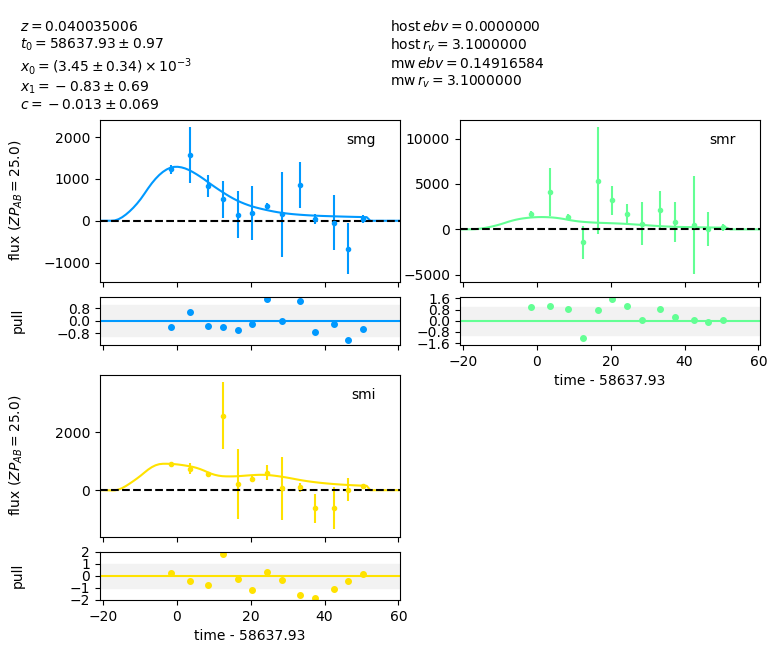 z = 0.040035006
t₀ = 58637.93 ± 0.97
x₀ = (3.45 ± 0.34) × 10⁻³
x₁ = − 0.83 ± 0.69
c = − 0.013 ± 0.069
host ebv = 0.0000000
host r_v = 3.1000000
mw ebv = 0.14916584
mw r_v = 3.1000000
smg
flux (ZP_AB = 25.0)
2000
1000
0
−1000
smr
10000
5000
0
−5000
pull
0.8
0.0
−0.8
1.6
0.8
0.0
−0.8
−1.6
−20 0 20 40 60
time - 58637.93
smi
flux (ZP_AB = 25.0)
2000
0
pull
2
1
0
−1
−2
−20 0 20 40 60
time - 58637.93